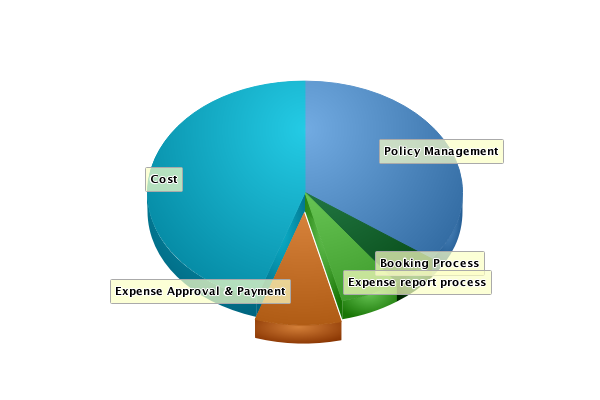 Policy Management
Cost
Booking Process
Expense report process
Expense Approval & Payment